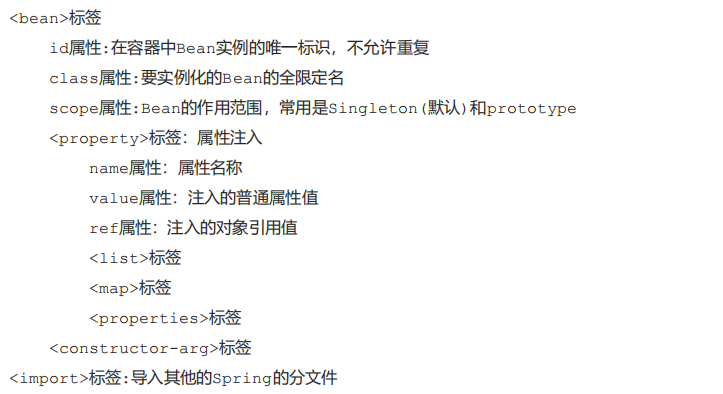 <bean>标签
id属性:在容器中Bean实例的唯一标识，不允许重复
class属性:要实例化的Bean的全限定名
scope属性:Bean的作用范围，常用是Singleton(默认)和prototype
<property>标签：属性注入
name属性：属性名称
value属性：注入的普通属性值
ref属性：注入的对象引用值
<list>标签
<map>标签
<properties>标签
<constructor-arg>标签
<import>标签:导入其他的Spring的分文件